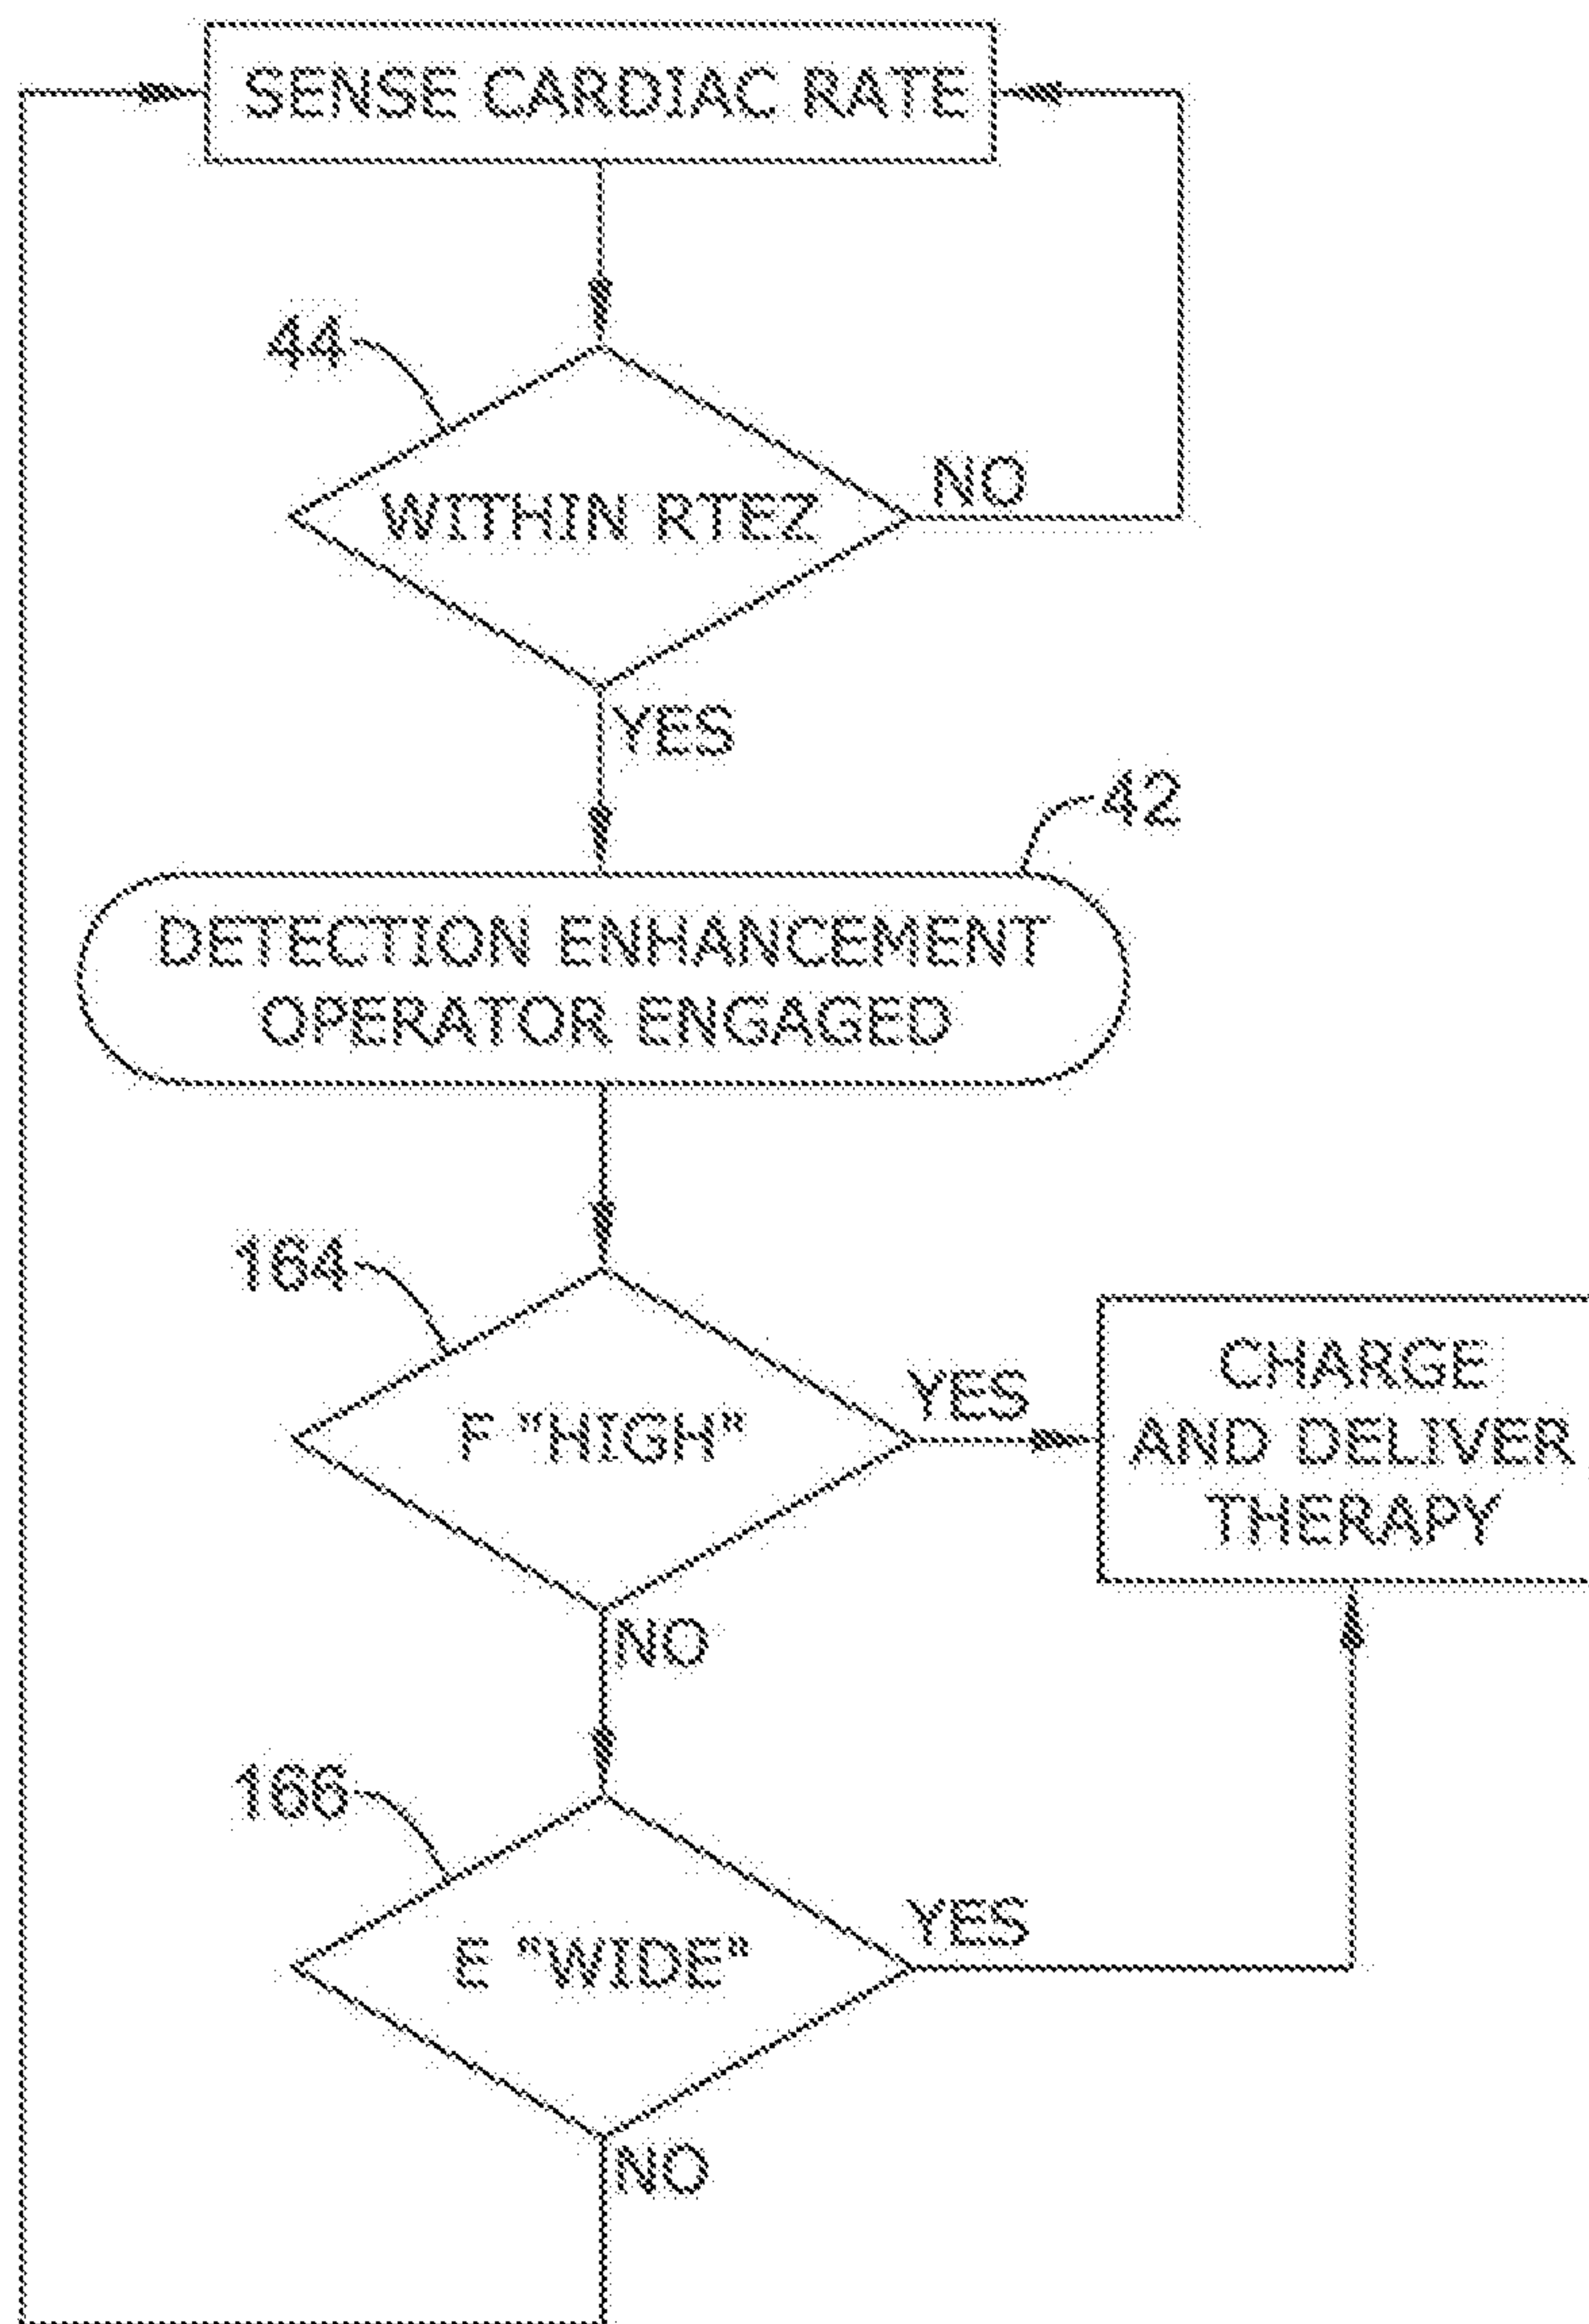 SENSE CARDIAC RATE
44
WITHIN RTEZ
NO
YES
42
DETECTION ENHANCEMENT
OPERATOR ENGAGED
164
F "HIGH"
YES
CHARGE
AND DELIVER
THERAPY
NO
166
E "WIDE"
YES
NO